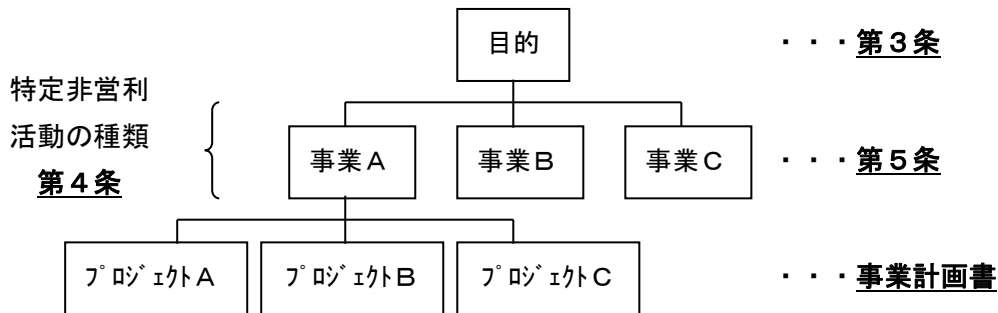 目的
・・・第３条
特定非営利
活動の種類
第４条
事業Ａ
事業Ｂ
事業Ｃ
・・・第５条
ﾌﾟﾛｼﾞｪｸﾄＡ
ﾌﾟﾛｼﾞｪｸﾄＢ
ﾌﾟﾛｼﾞｪｸﾄＣ
・・・事業計画書